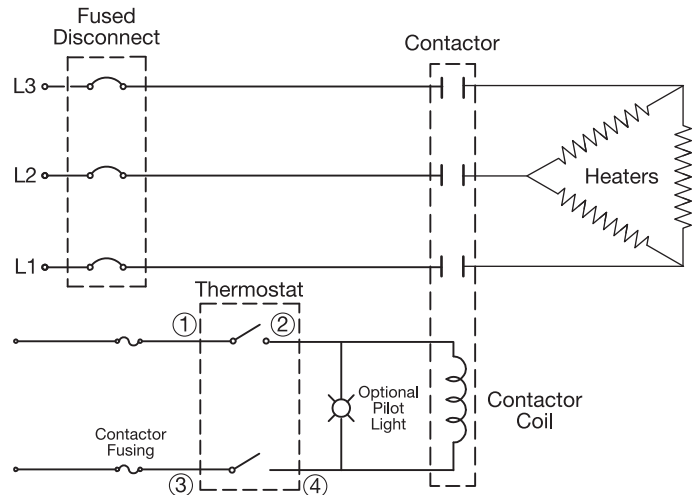 Fused
Disconnect
Contactor
L3
L2
Heaters
L1
Thermostat
① ②
Optional
Pilot
Light
Contactor
Coil
Contactor
Fusing
③ ④